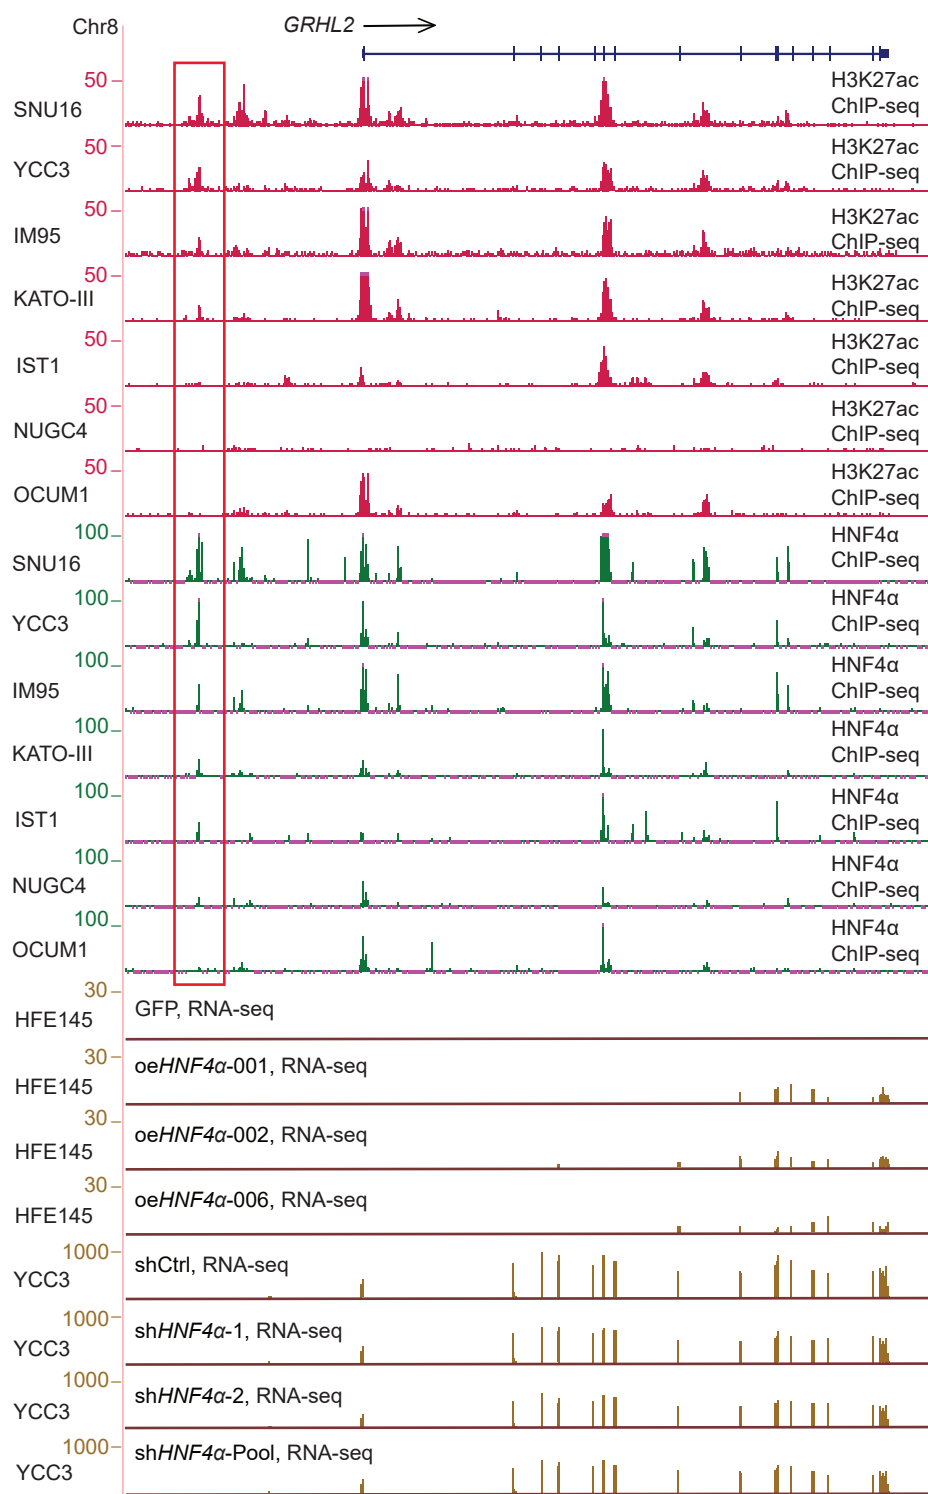 Chr8 GRHL2
50 H3K27ac
SNU16 ChIP-seq
50 H3K27ac
YCC3 ChIP-seq
50 H3K27ac
IM95 ChIP-seq
50 H3K27ac
KATO-III ChIP-seq
50 H3K27ac
IST1 ChIP-seq
50 H3K27ac
NUGC4 ChIP-seq
50 H3K27ac
OCUM1 ChIP-seq
100 HNF4α
SNU16 ChIP-seq
100 HNF4α
YCC3 ChIP-seq
100 HNF4α
IM95 ChIP-seq
100 HNF4α
KATO-III ChIP-seq
100 HNF4α
IST1 ChIP-seq
100 HNF4α
NUGC4 ChIP-seq
100 HNF4α
OCUM1 ChIP-seq
30
HFE145 GFP, RNA-seq
30
HFE145 oeHNF4α-001, RNA-seq
30
HFE145 oeHNF4α-002, RNA-seq
30
HFE145 oeHNF4α-006, RNA-seq
1000
YCC3 shCtrl, RNA-seq
1000
YCC3 shHNF4α-1, RNA-seq
1000
YCC3 shHNF4α-2, RNA-seq
1000
YCC3 shHNF4α-Pool, RNA-seq